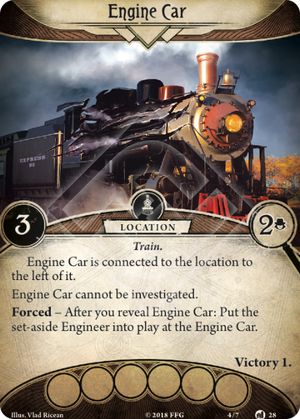 Engine Car
EXPRESS
3
LOCATION
2
Train.
Engine Car is connected to the location to
the left of it.
Engine Car cannot be investigated.
Forced – After you reveal Engine Car: Put the
set-aside Engineer into play at the Engine Car.
Victory 1.
Illus. Vlad Ricean
© 2018 FFG
4/7
28